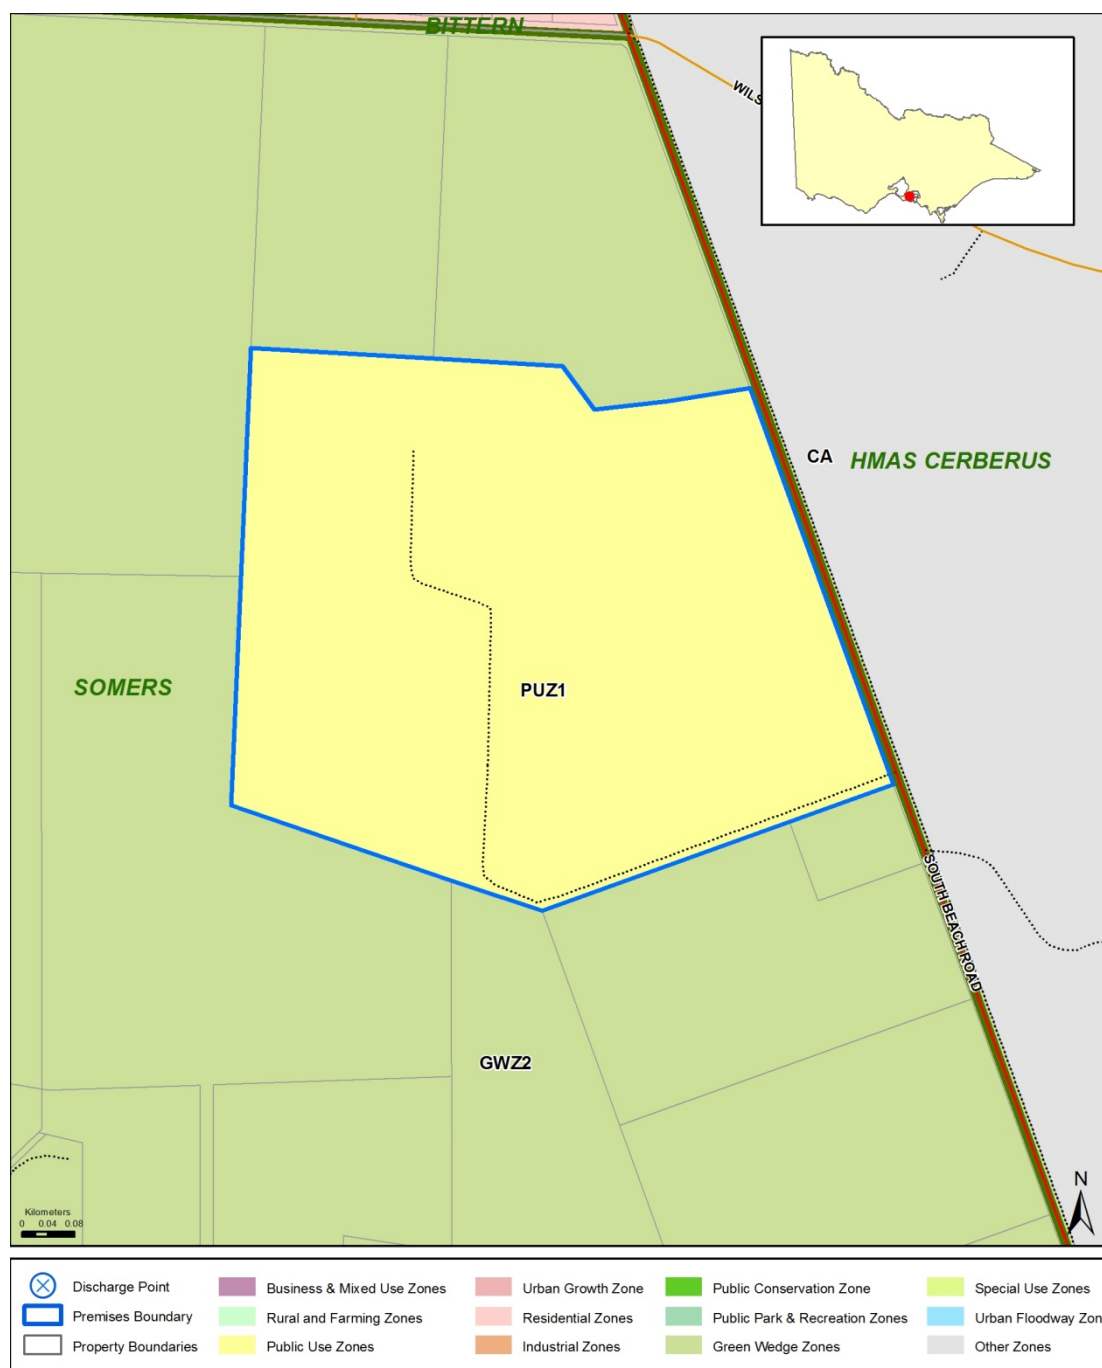 BITTERN
WILS
CA
HMAS CERBERUS
SOMERS
PUZ1
SOUTH BEACH ROAD
GWZ2
N
Kilometers
0 0.04 0.08
Discharge Point
Business & Mixed Use Zones
Urban Growth Zone
Public Conservation Zone
Special Use Zones
Premises Boundary
Rural and Farming Zones
Residential Zones
Public Park & Recreation Zones
Urban Floodway Zon
Property Boundaries
Public Use Zones
Industrial Zones
Green Wedge Zones
Other Zones